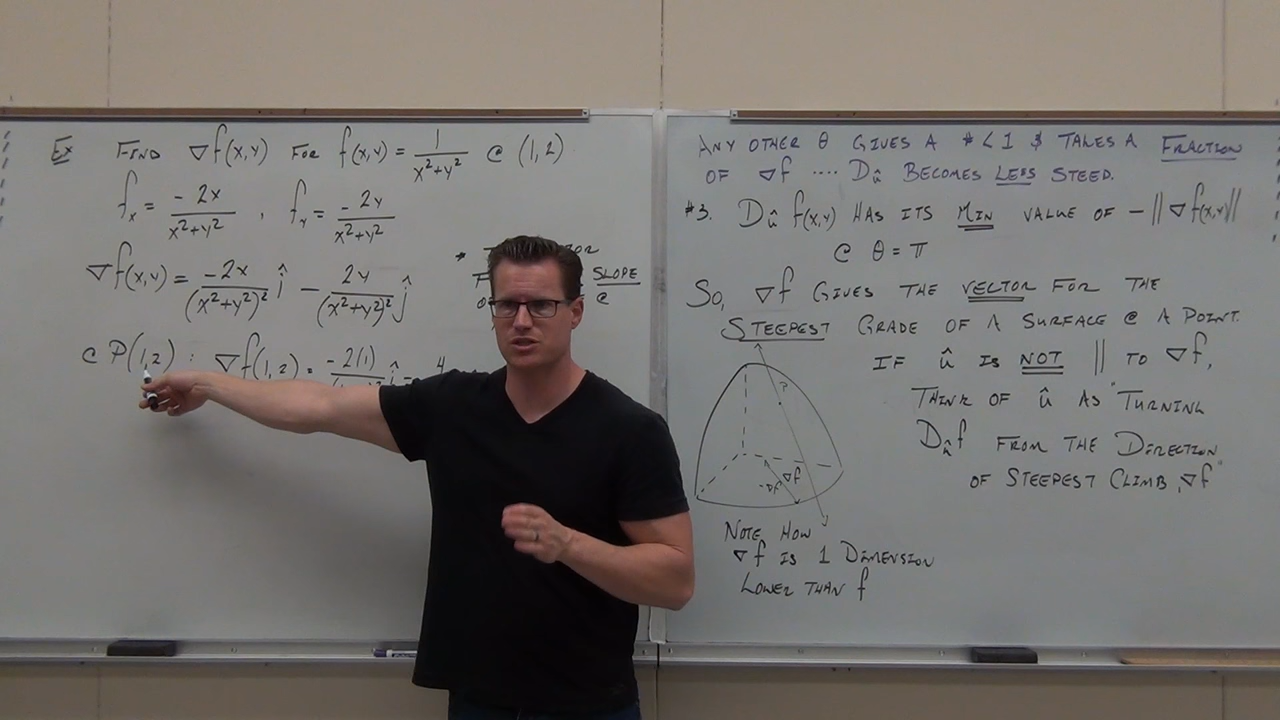 Ex FIND ∇f(x,y) FOR f(x,y) = 1/(x²+y²) @ (1,2)
fx = -2x/(x²+y²) , fy = -2y/(x²+y²)
∇f(x,y) = -2x/(x²+y²)² î - 2y/(x²+y²)² ĵ
@ P(1,2) : ∇f(1,2) = -2(1)/ î - 4
*
SLOPE
@
ANY OTHER θ GIVES A # < 1 & TAKES A FRACTION
OF ∇f .... Dû BECOMES LESS STEED.
#3. Dû f(x,y) HAS ITS MIN VALUE OF -||∇f(x,y)||
@ θ = π
SO, ∇f GIVES THE VECTOR FOR THE
STEEPEST GRADE OF A SURFACE @ A POINT.
IF û IS NOT || TO ∇f,
THINK OF û AS "TURNING
Dûf FROM THE DIRECTION
OF STEEPEST CLIMB, ∇f"
?
∇f
-∇f
NOTE HOW
∇f IS 1 DIMENSION
LOWER THAN f